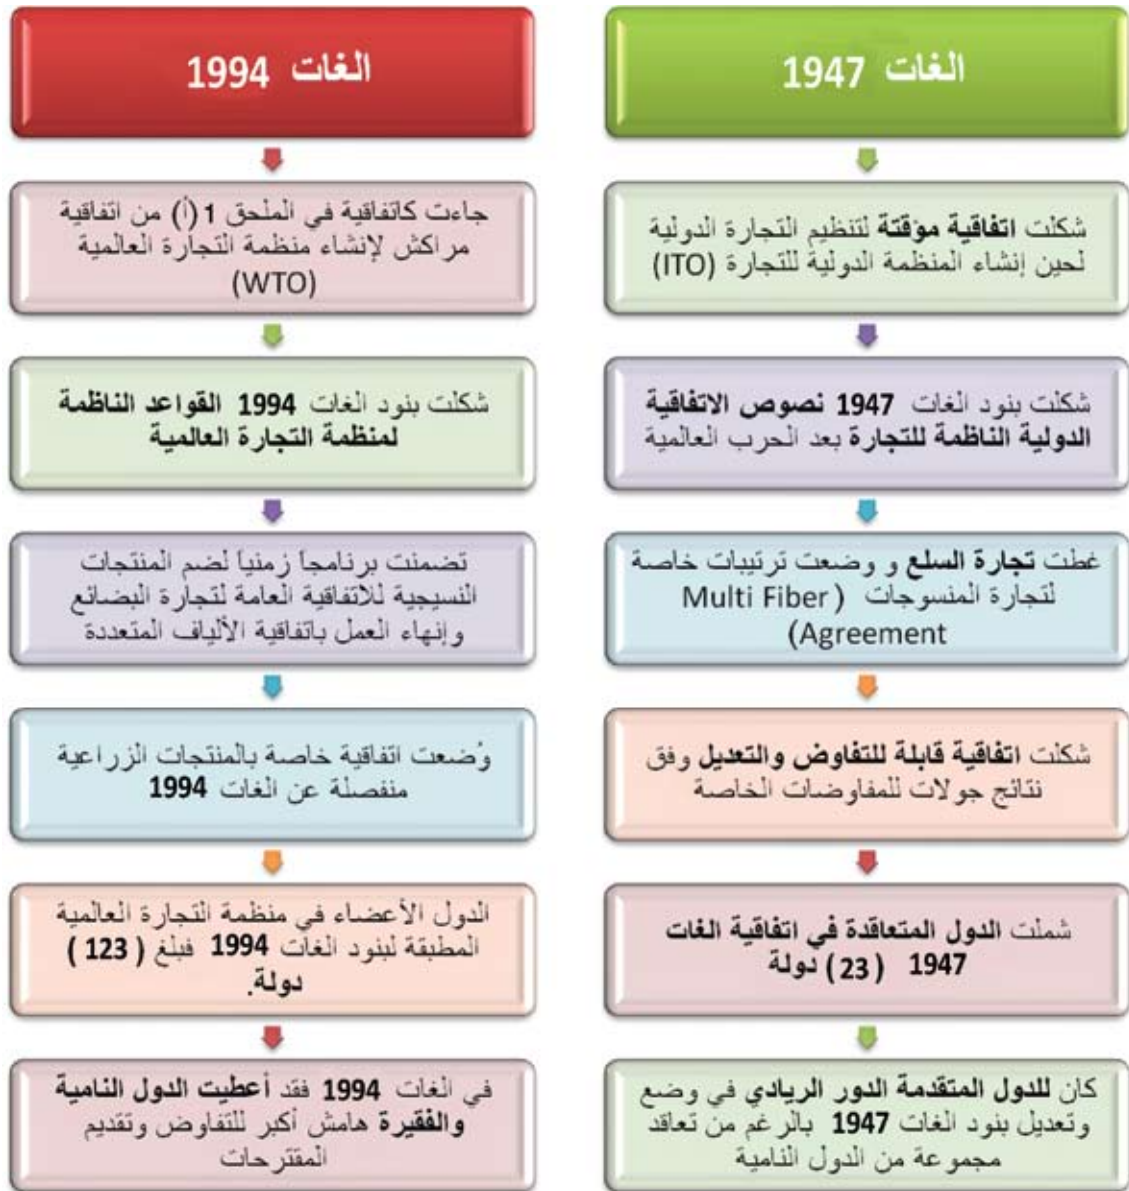 الغات 1947
شكلت اتفاقية مؤقتة لتنظيم التجارة الدولية
لحين إنشاء المنظمة الدولية للتجارة (ITO)
شكلت بنود الغات 1947 نصوص الاتفاقية
الدولية الناظمة للتجارة بعد الحرب العالمية
غطت تجارة السلع و وضعت ترتيبات خاصة
لتجارة المنسوجات (Multi Fiber
Agreement)
شكلت اتفاقية قابلة للتفاوض والتعديل وفق
نتائج جولات للمفاوضات الخاصة
شملت الدول المتعاقدة في اتفاقية الغات
1947 (23) دولة
كان للدول المتقدمة الدور الريادي في وضع
وتعديل بنود الغات 1947 بالرغم من تعاقد
مجموعة من الدول النامية
الغات 1994
جاءت كاتفاقية في الملحق 1(أ) من اتفاقية
مراكش لإنشاء منظمة التجارة العالمية
(WTO)
شكلت بنود الغات 1994 القواعد الناظمة
لمنظمة التجارة العالمية
تضمنت برنامجاً زمنياً لضم المنتجات
النسيجية للاتفاقية العامة لتجارة البضائع
وإنهاء العمل باتفاقية الألياف المتعددة
وُضعت اتفاقية خاصة بالمنتجات الزراعية
منفصلة عن الغات 1994
الدول الأعضاء في منظمة التجارة العالمية
المطبقة لبنود الغات 1994 فبلغ (123)
دولة.
في الغات 1994 فقد أعطيت الدول النامية
والفقيرة هامش أكبر للتفاوض وتقديم
المقترحات